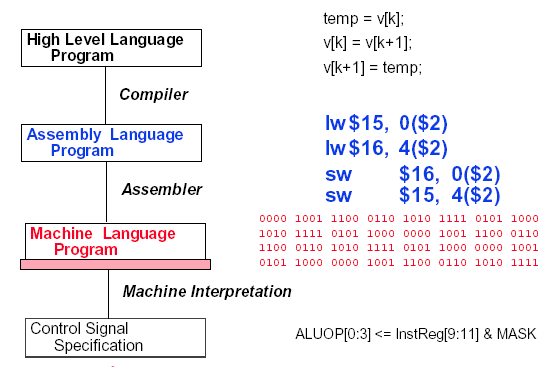 High Level Language
Program
temp = v[k];
v[k] = v[k+1];
v[k+1] = temp;
Compiler
Assembly Language
Program
lw $15, 0($2)
lw $16, 4($2)
sw $16, 0($2)
sw $15, 4($2)
Assembler
Machine Language
Program
0000 1001 1100 0110 1010 1111 0101 1000
1010 1111 0101 1000 0000 1001 1100 0110
1100 0110 1010 1111 0101 1000 0000 1001
0101 1000 0000 1001 1100 0110 1010 1111
Machine Interpretation
Control Signal
Specification
ALUOP[0:3] <= InstReg[9:11] & MASK